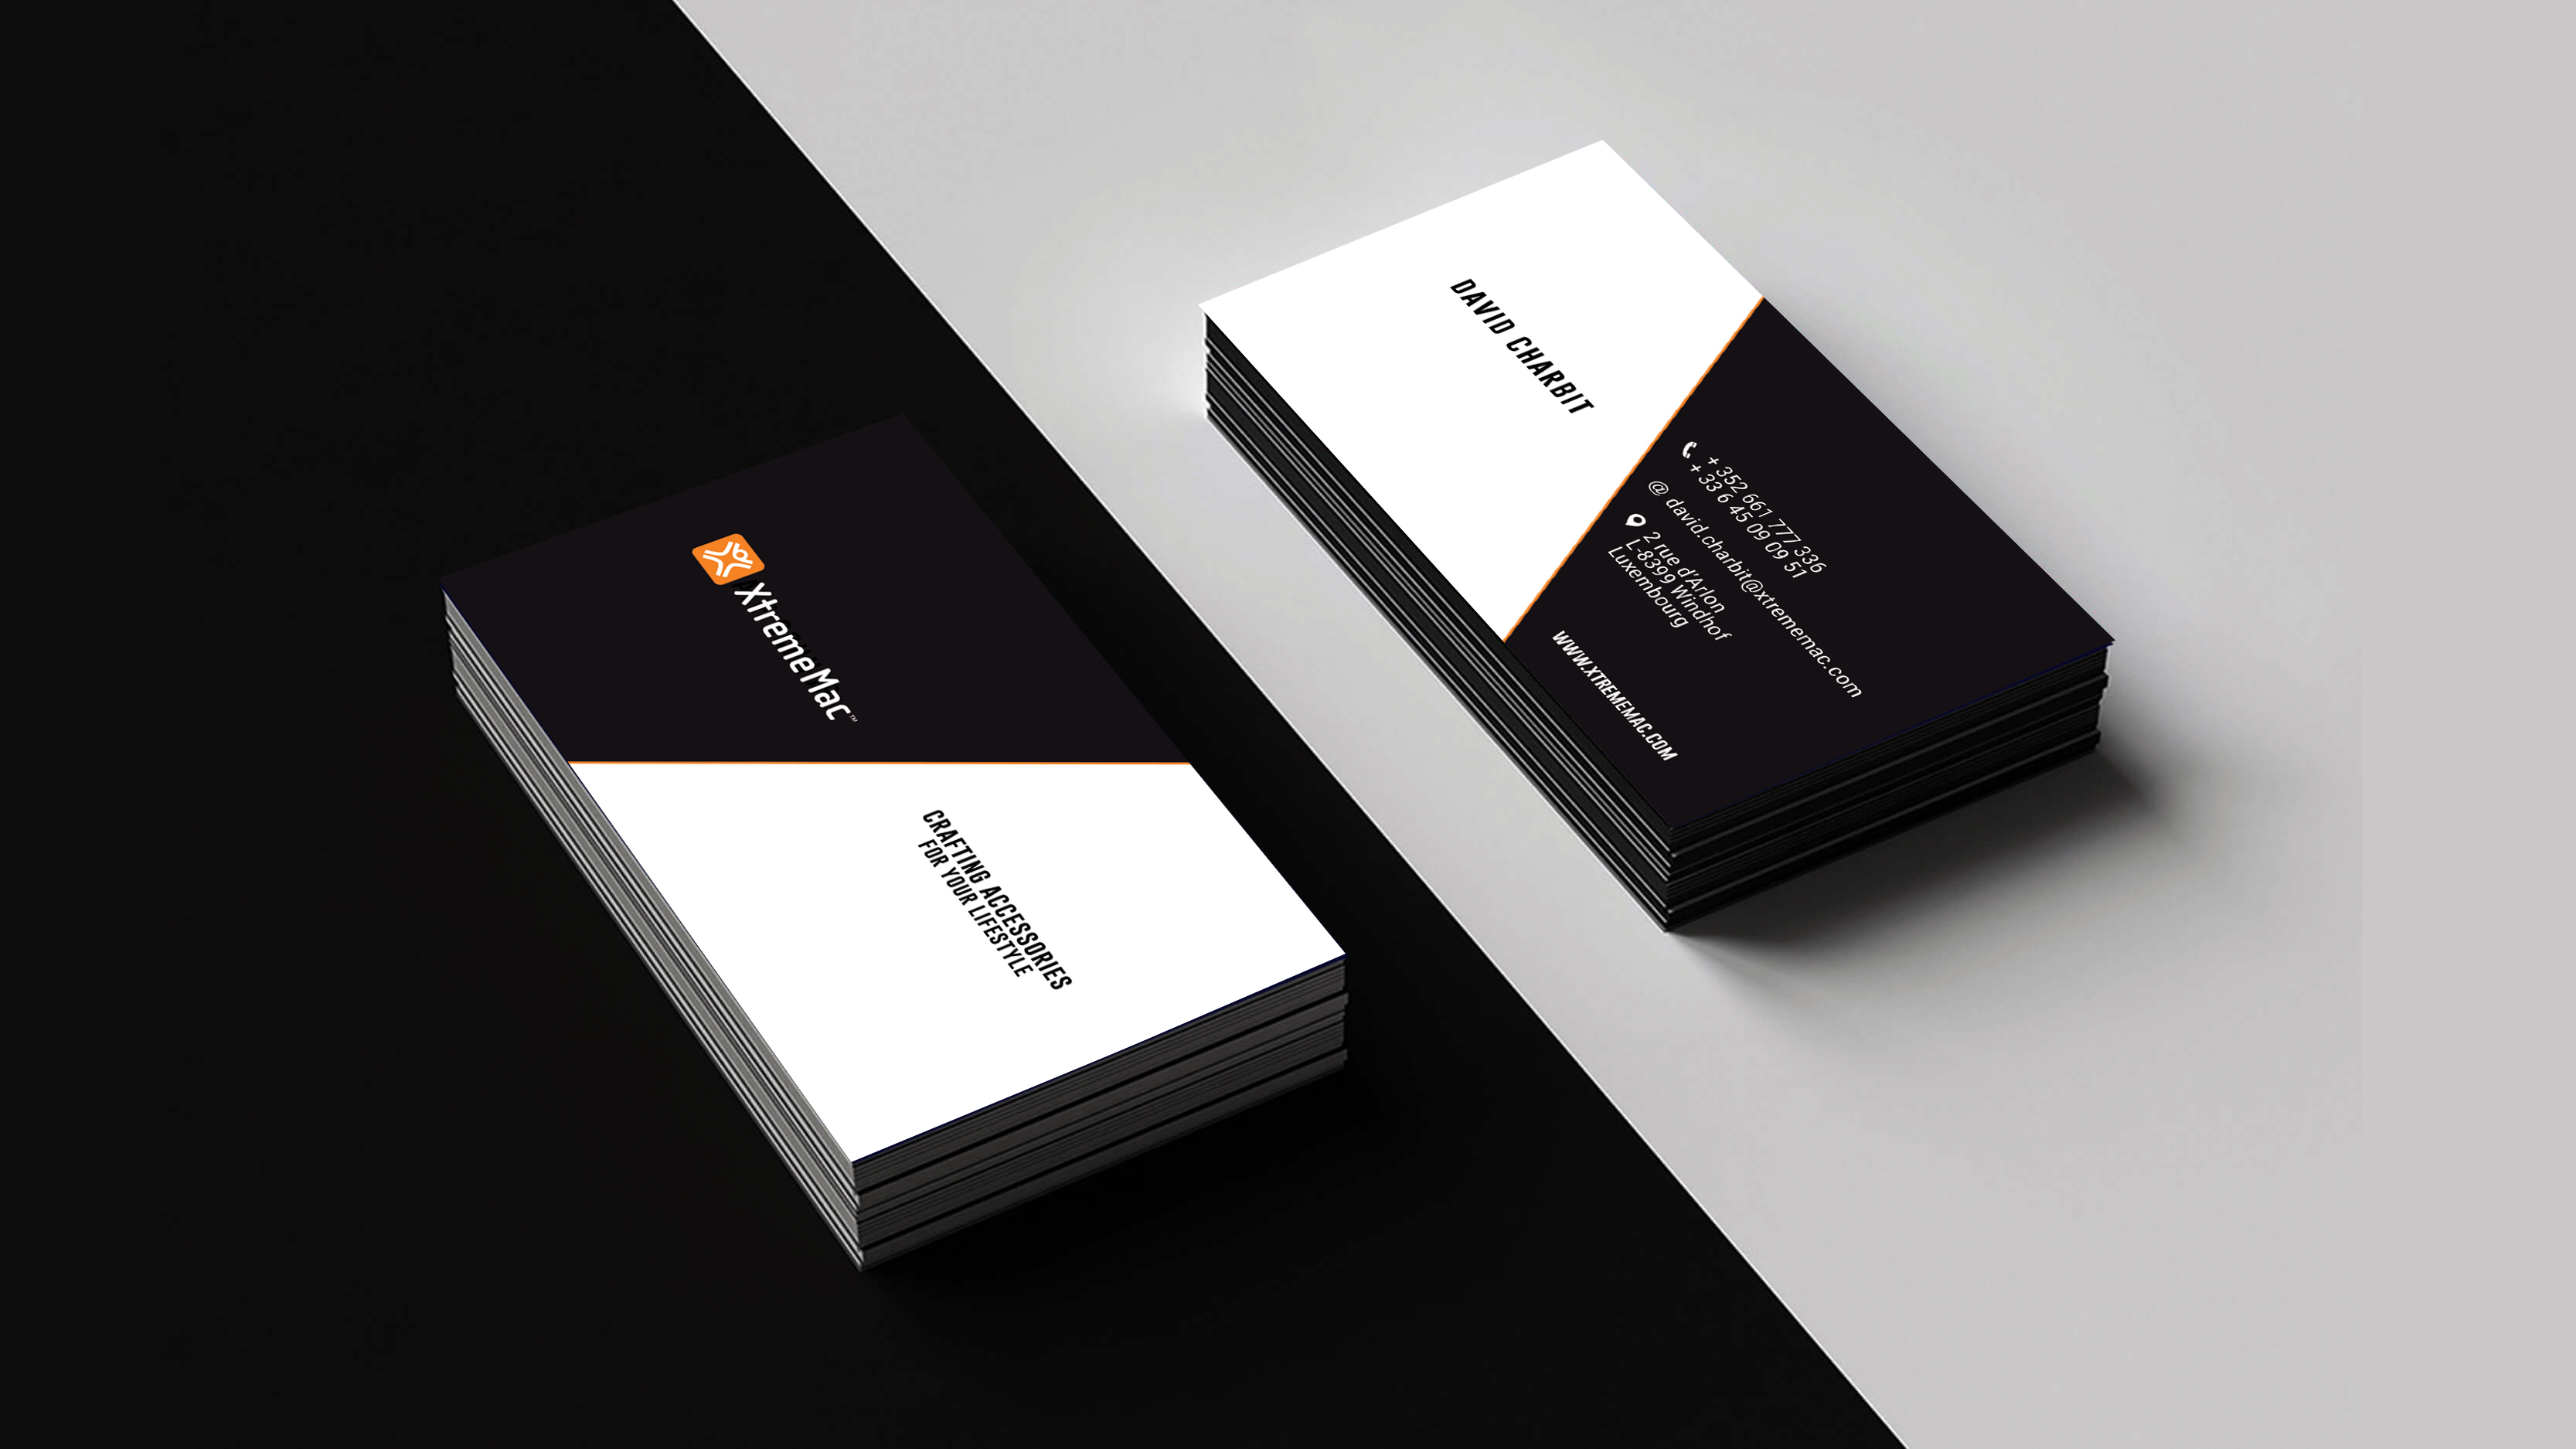 XtremeMac™
CRAFTING ACCESSORIES
FOR YOUR LIFESTYLE
DAVID CHARBIT
+ 352 661 777 336
+ 33 6 45 09 09 51
@ david.charbit@xtrememac.com
2 rue d'Arlon
L-8399 Windhof
Luxembourg
WWW.XTREMEMAC.COM